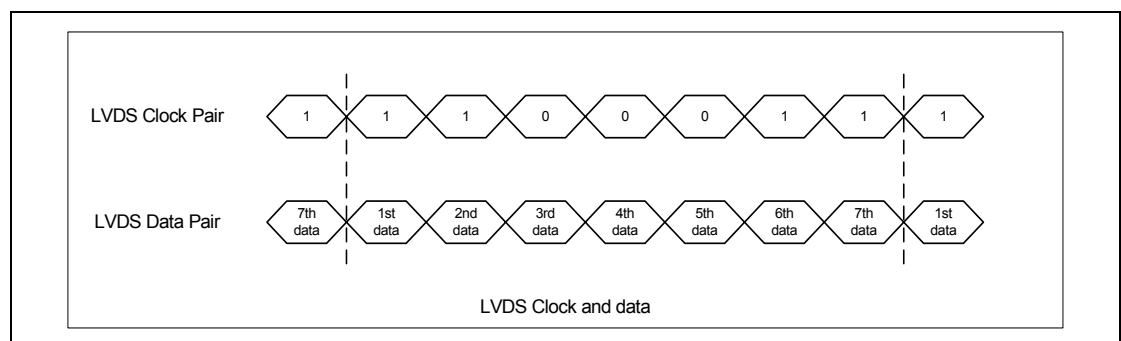 LVDS Clock Pair 1 1 1 0 0 0 1 1 1
LVDS Data Pair 7th data 1st data 2nd data 3rd data 4th data 5th data 6th data 7th data 1st data
LVDS Clock and data